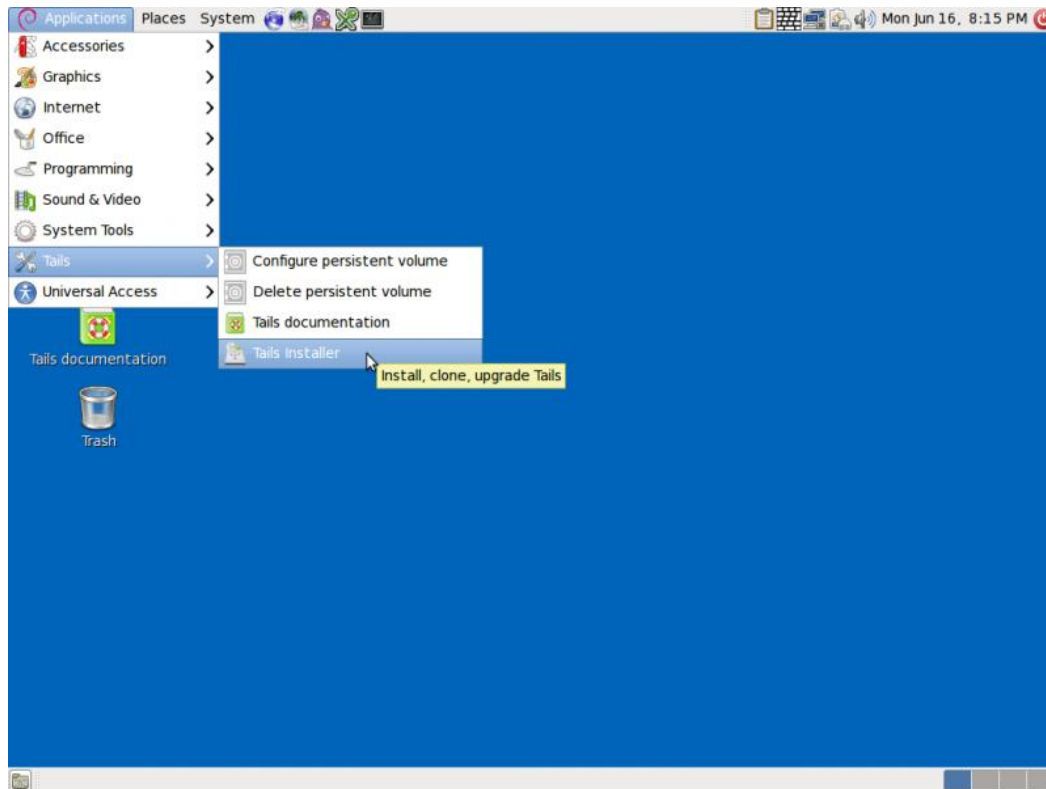 Applications Places System Mon Jun 16, 8:15 PM
Accessories
Graphics
Internet
Office
Programming
Sound & Video
System Tools
Tails
Configure persistent volume
Universal Access
Delete persistent volume
Tails documentation
Tails Installer
Install, clone, upgrade Tails
Tails documentation
Trash